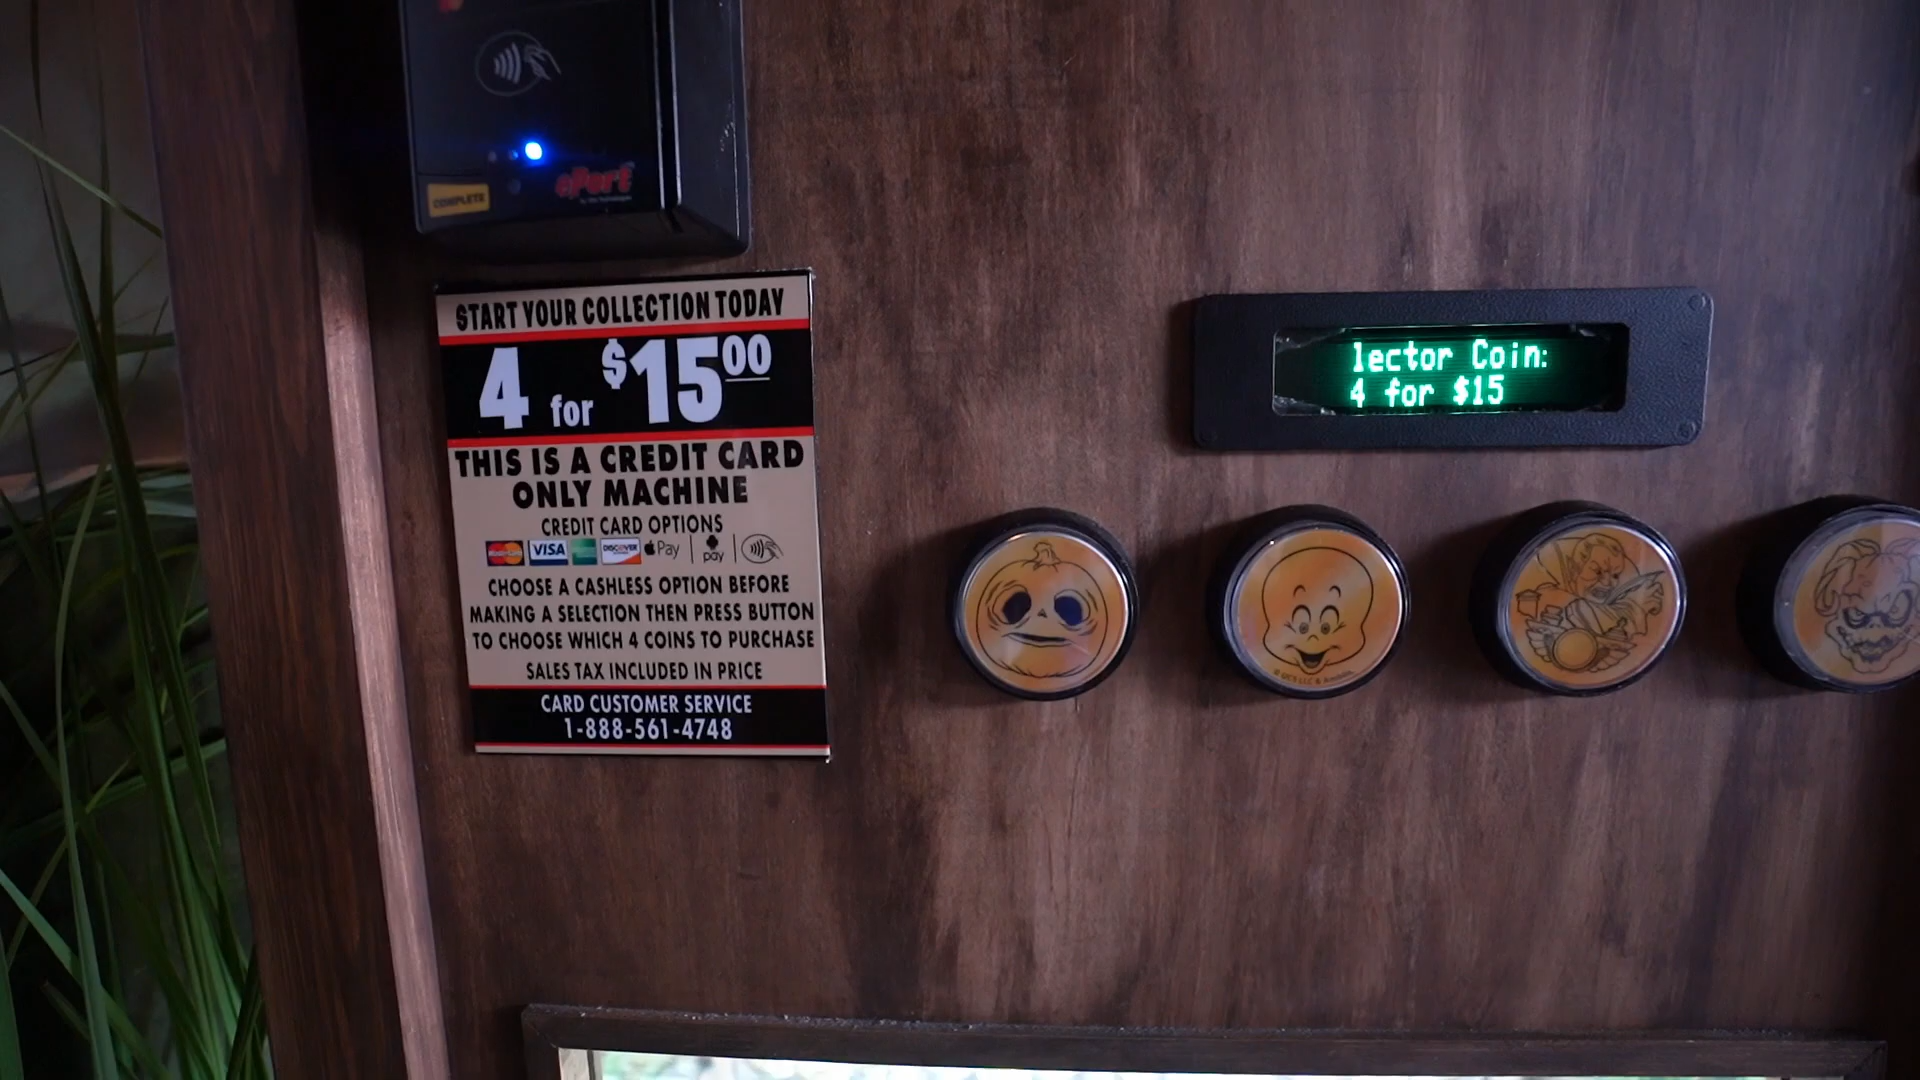 COMPLETE
ePort
START YOUR COLLECTION TODAY
4 for $15.00
THIS IS A CREDIT CARD
ONLY MACHINE
CREDIT CARD OPTIONS
MasterCard VISA DISCOVER Pay pay
CHOOSE A CASHLESS OPTION BEFORE
MAKING A SELECTION THEN PRESS BUTTON
TO CHOOSE WHICH 4 COINS TO PURCHASE
SALES TAX INCLUDED IN PRICE
CARD CUSTOMER SERVICE
1-888-561-4748
lector Coin:
4 for $15